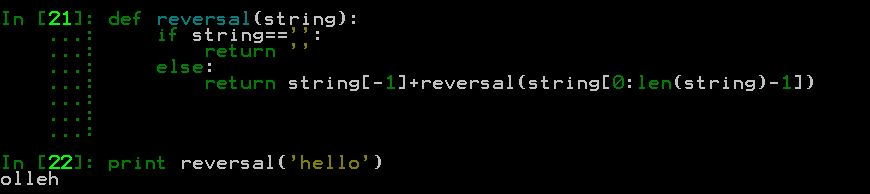 In [21]: def reversal(string):
   ...:     if string=='':
   ...:         return ''
   ...:     else:
   ...:         return string[-1]+reversal(string[0:len(string)-1])
   ...:
   ...:
   ...:
In [22]: print reversal('hello')
olleh